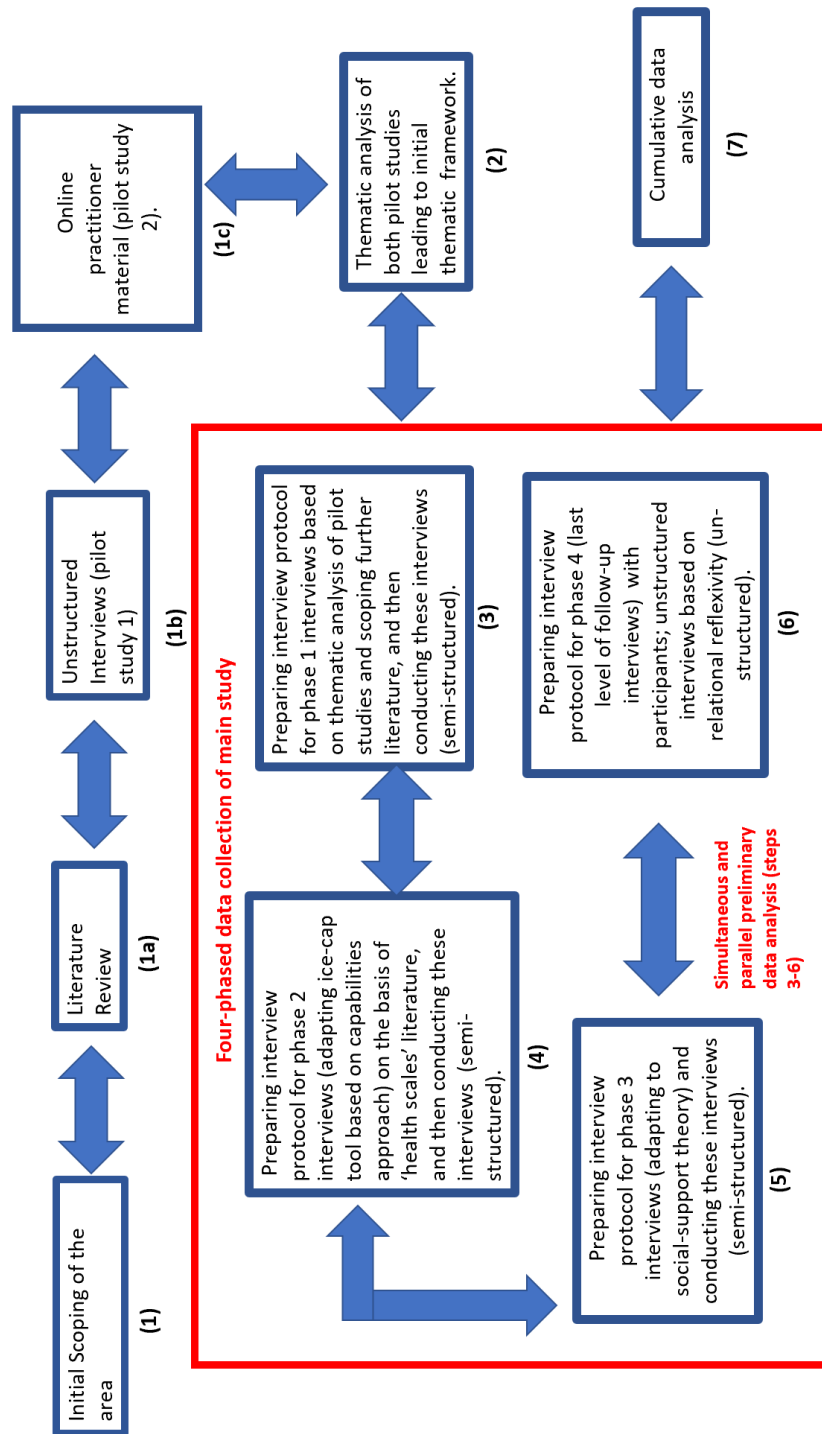 Initial Scoping of the
area
(1)
Literature
Review
(1a)
Unstructured
Interviews (pilot
study 1)
(1b)
Online
practitioner
material (pilot study
2).
(1c)
Thematic analysis of
both pilot studies
leading to initial
thematic framework.
(2)
Four-phased data collection of main study
Preparing interview protocol
for phase 1 interviews based
on thematic analysis of pilot
studies and scoping further
literature, and then
conducting these interviews
(semi-structured).
(3)
Preparing interview
protocol for phase 2
interviews (adapting ice-cap
tool based on capabilities
approach) on the basis of
‘health scales’ literature,
and then conducting these
interviews (semi-
structured).
(4)
Preparing interview
protocol for phase 3
interviews (adapting to
social-support theory) and
conducting these interviews
(semi-structured).
(5)
Simultaneous and
parallel preliminary
data analysis (steps
3-6)
Preparing interview
protocol for phase 4 (last
level of follow-up
interviews) with
participants; unstructured
interviews based on
relational reflexivity (un-
structured).
(6)
Cumulative data
analysis
(7)